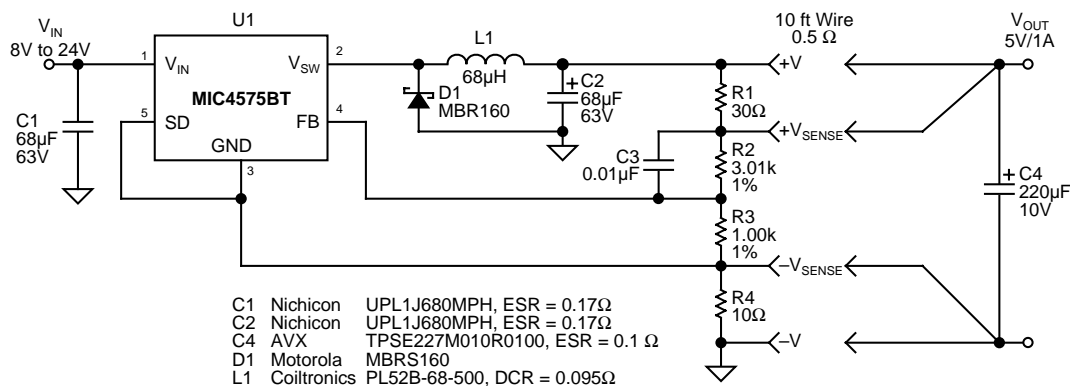 U1
V_IN
8V to 24V
1
V_IN
V_SW
2
MIC4575BT
5
SD
FB
4
GND
3
C1
68µF
63V
L1
68µH
D1
MBR160
C2
68µF
63V
10 ft Wire
0.5 Ω
+V
R1
30Ω
+V_SENSE
C3
0.01µF
R2
3.01k
1%
R3
1.00k
1%
–V_SENSE
R4
10Ω
–V
V_OUT
5V/1A
C4
220µF
10V
C1 Nichicon UPL1J680MPH, ESR = 0.17Ω
C2 Nichicon UPL1J680MPH, ESR = 0.17Ω
C4 AVX TPSE227M010R0100, ESR = 0.1 Ω
D1 Motorola MBRS160
L1 Coiltronics PL52B-68-500, DCR = 0.095Ω